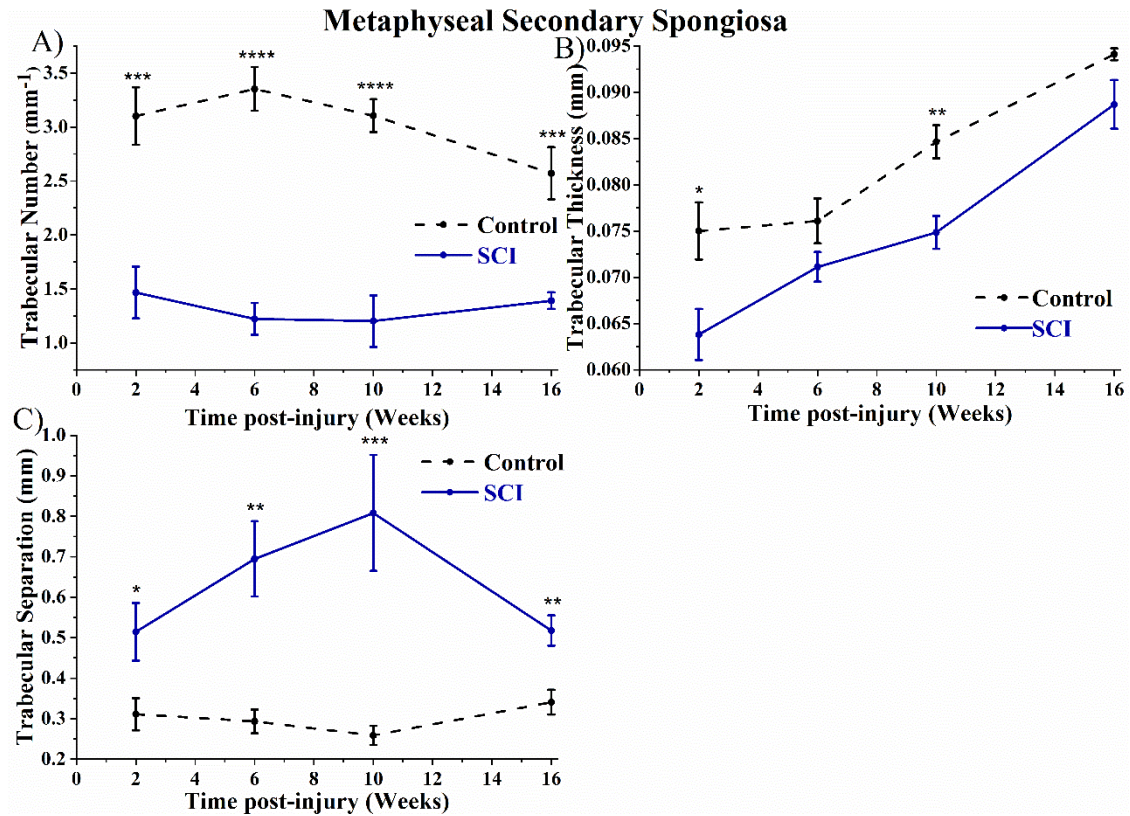 Metaphyseal Secondary Spongiosa
A)
Trabecular Number (mm⁻¹)
3.5
3.0
2.5
2.0
1.5
1.0
***
****
****
***
Control
SCI
0 2 4 6 8 10 12 14 16
Time post-injury (Weeks)
B)
Trabecular Thickness (mm)
0.095
0.090
0.085
0.080
0.075
0.070
0.065
0.060
*
**
Control
SCI
0 2 4 6 8 10 12 14 16
Time post-injury (Weeks)
C)
Trabecular Separation (mm)
1.0
0.9
0.8
0.7
0.6
0.5
0.4
0.3
0.2
*
**
***
**
Control
SCI
0 2 4 6 8 10 12 14 16
Time post-injury (Weeks)